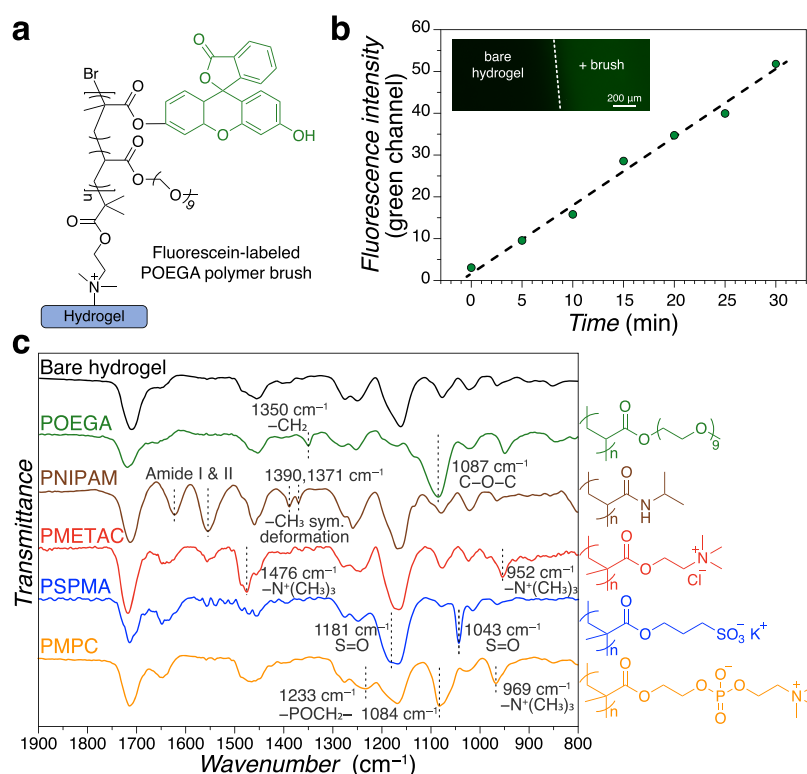 a
Br
O
O
O
O
OH
O
O
n
O
O
9
O
O
N
+
Hydrogel
Fluorescein-labeled
POEGA polymer brush
b
Fluorescence intensity
(green channel)
60
50
40
30
20
10
0
bare
hydrogel
+ brush
200 µm
0 5 10 15 20 25 30
Time (min)
c
Transmittance
Bare hydrogel
POEGA
1350 cm⁻¹
–CH₂
1087 cm⁻¹
C–O–C
PNIPAM
Amide I & II
1390,1371 cm⁻¹
–CH₃ sym.
deformation
PMETAC
1476 cm⁻¹
–N⁺(CH₃)₃
952 cm⁻¹
–N⁺(CH₃)₃
PSPMA
1181 cm⁻¹
S=O
1043 cm⁻¹
S=O
PMPC
1233 cm⁻¹
–POCH₂–
1084 cm⁻¹
969 cm⁻¹
–N⁺(CH₃)₃
1900 1700 1500 1400 1300 1200 1100 1000 900 800
Wavenumber (cm⁻¹)
O
O
O
9
n
O
N
H
n
O
O
N
+
Cl⁻
n
O
O
SO₃⁻ K⁺
n
O
O
O
P
O⁻
O
O
N
+
n